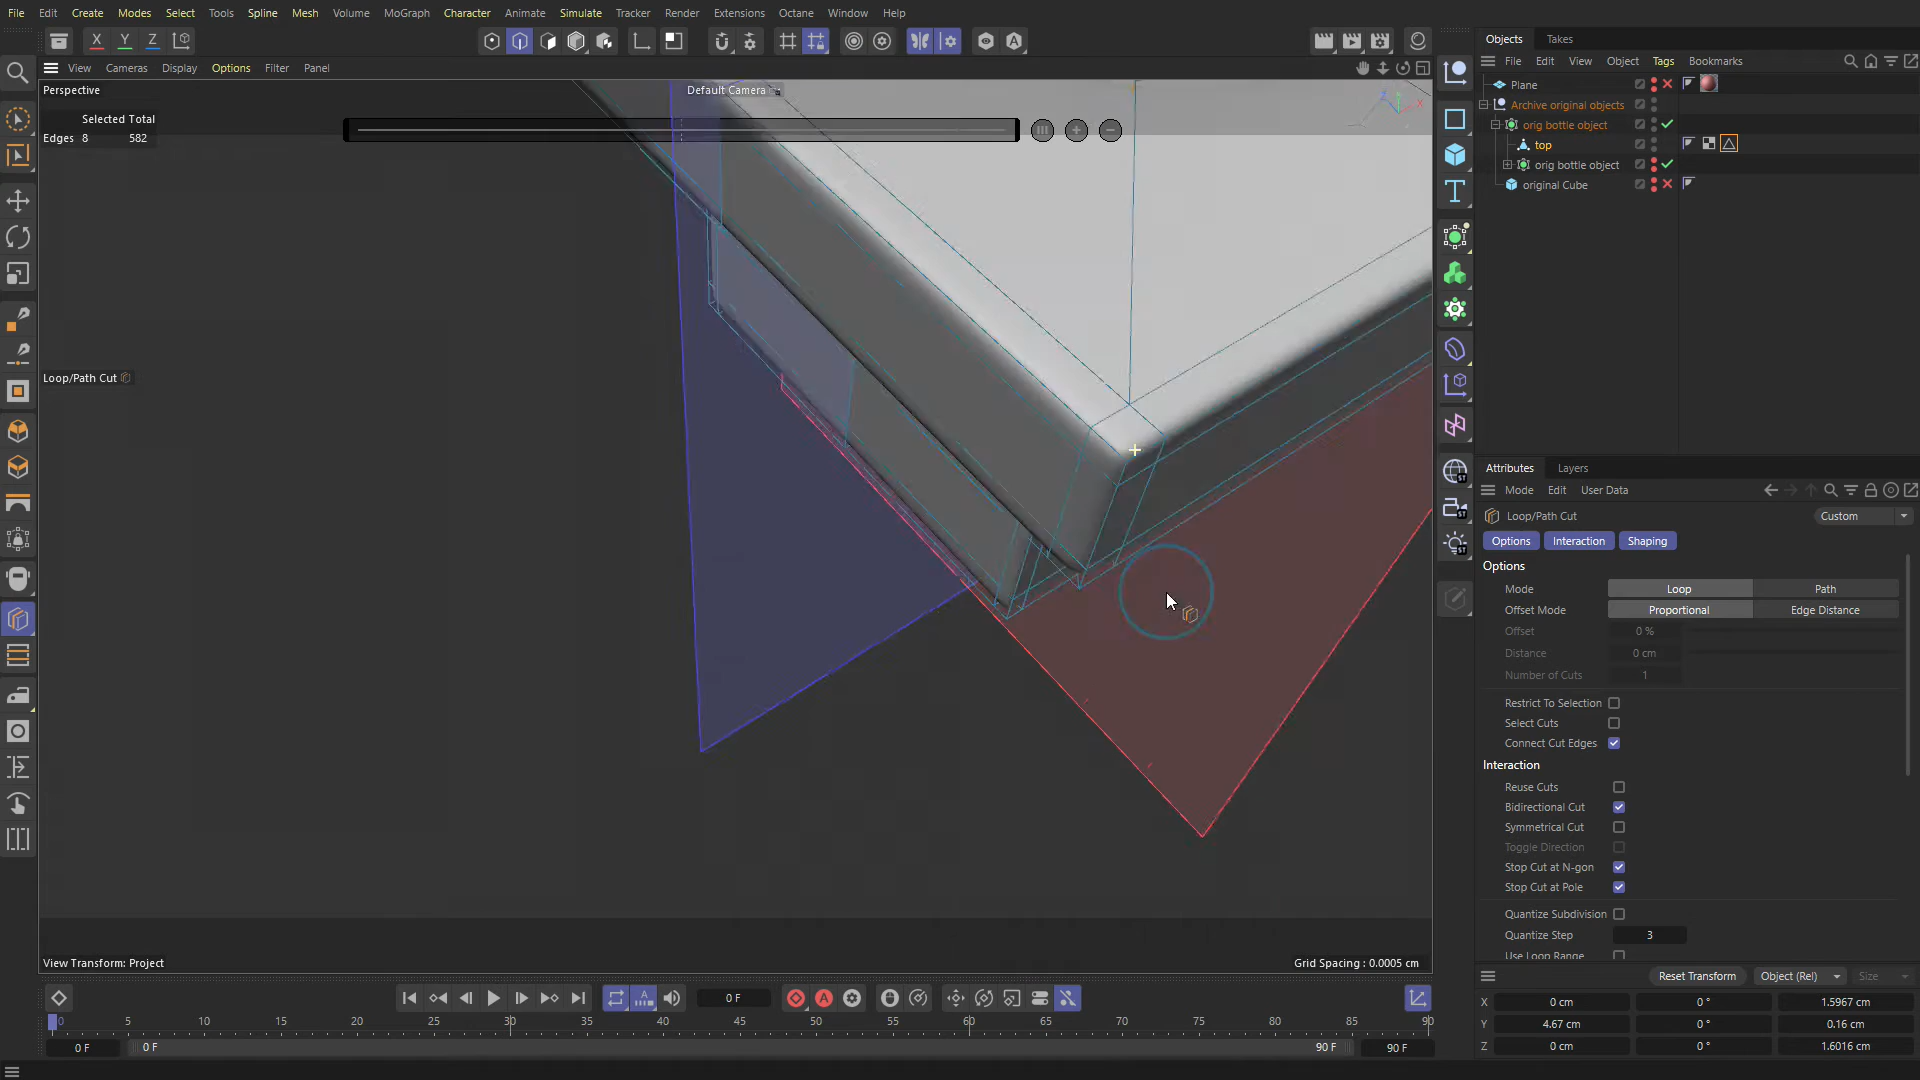 File Edit Create Modes Select Tools Spline Mesh Volume MoGraph Character Animate Simulate Tracker Render Extensions Octane Window Help
X Y Z
View Cameras Display Options Filter Panel
Perspective
Default Camera
Selected Total
Edges 8 582
Loop/Path Cut
View Transform: Project
Grid Spacing : 0.0005 cm
Objects Takes
File Edit View Object Tags Bookmarks
Plane
Archive original objects
orig bottle object
top
orig bottle object
original Cube
Attributes Layers
Mode Edit User Data
Loop/Path Cut
Custom
Options Interaction Shaping
Options
Mode Loop Path
Offset Mode Proportional Edge Distance
Offset 0 %
Distance 0 cm
Number of Cuts 1
Restrict To Selection
Select Cuts
Connect Cut Edges
Interaction
Reuse Cuts
Bidirectional Cut
Symmetrical Cut
Toggle Direction
Stop Cut at N-gon
Stop Cut at Pole
Quantize Subdivision
Quantize Step 3
Use Loop Range
Reset Transform Object (Rel) Size
X 0 cm 0 ° 1.5967 cm
Y 4.67 cm 0 ° 0.16 cm
Z 0 cm 0 ° 1.6016 cm
0 F
0 5 10 15 20 25 30 35 40 45 50 55 60 65 70 75 80 85 90
0 F 0 F 90 F 90 F